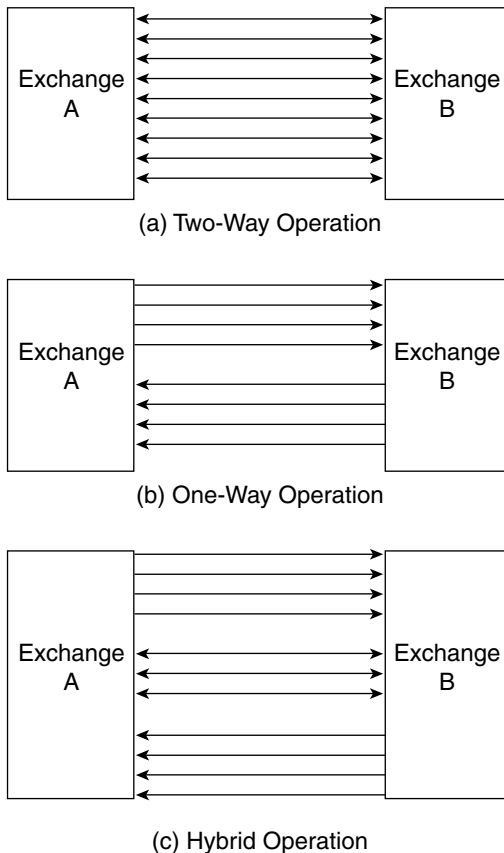 Exchange
A
Exchange
B
(a) Two-Way Operation
Exchange
A
Exchange
B
(b) One-Way Operation
Exchange
A
Exchange
B
(c) Hybrid Operation